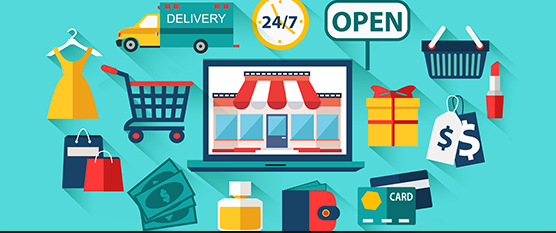 DELIVERY
24/7
OPEN
$
$
CARD